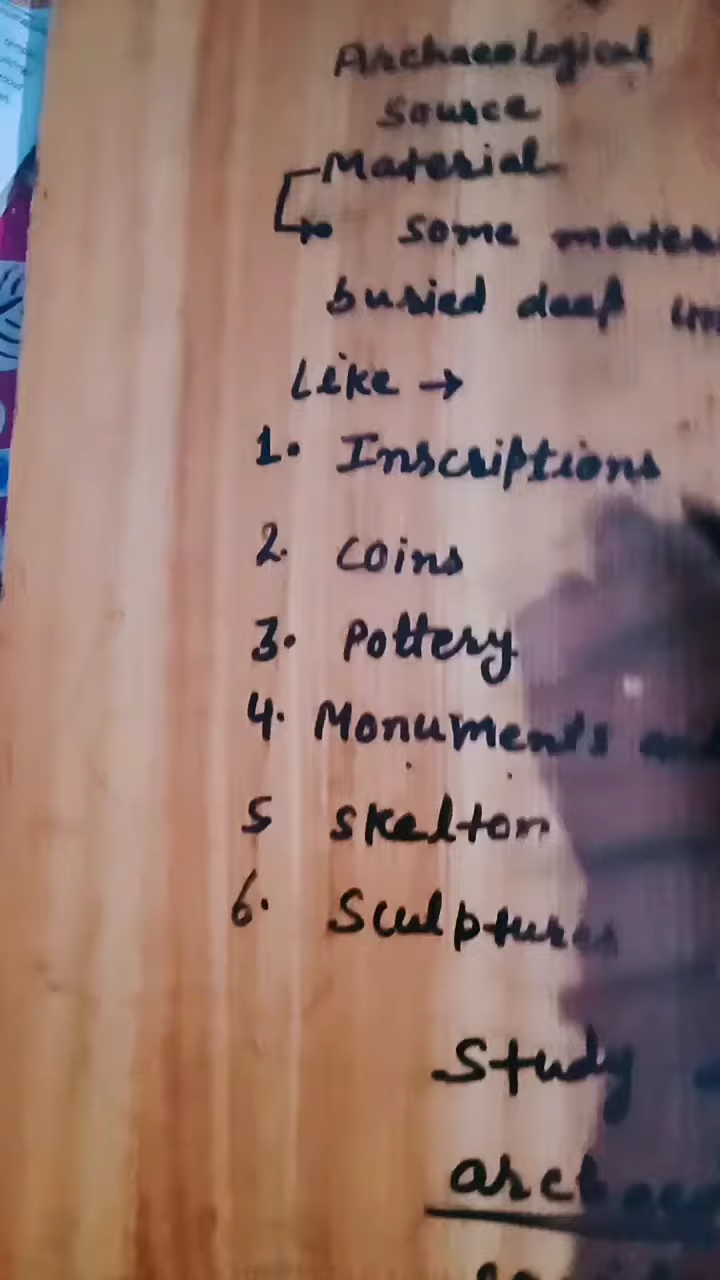 Archaeological
Source
Material
some
buried deep
Like →
1. Inscriptions
2. Coins
3. Pottery
4. Monuments
5 Skelton
6. Sculptures
Study